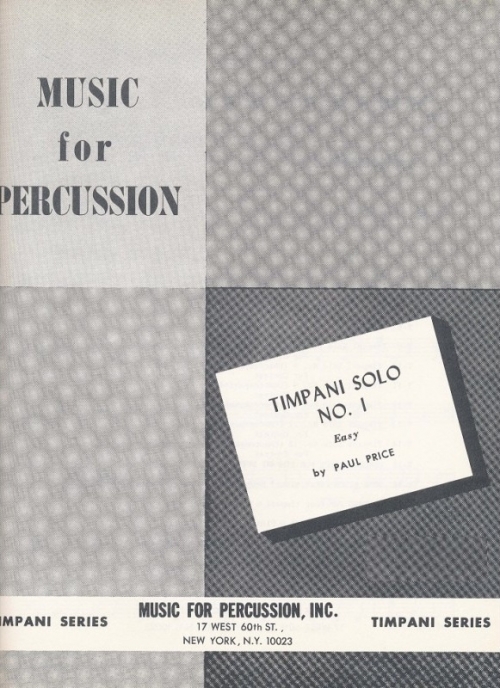 MUSIC
for
PERCUSSION
TIMPANI SOLO
NO. 1
Easy
by PAUL PRICE
IMPANI SERIES
MUSIC FOR PERCUSSION, INC.
17 WEST 60th ST.,
NEW YORK, N.Y. 10023
TIMPANI SERIES